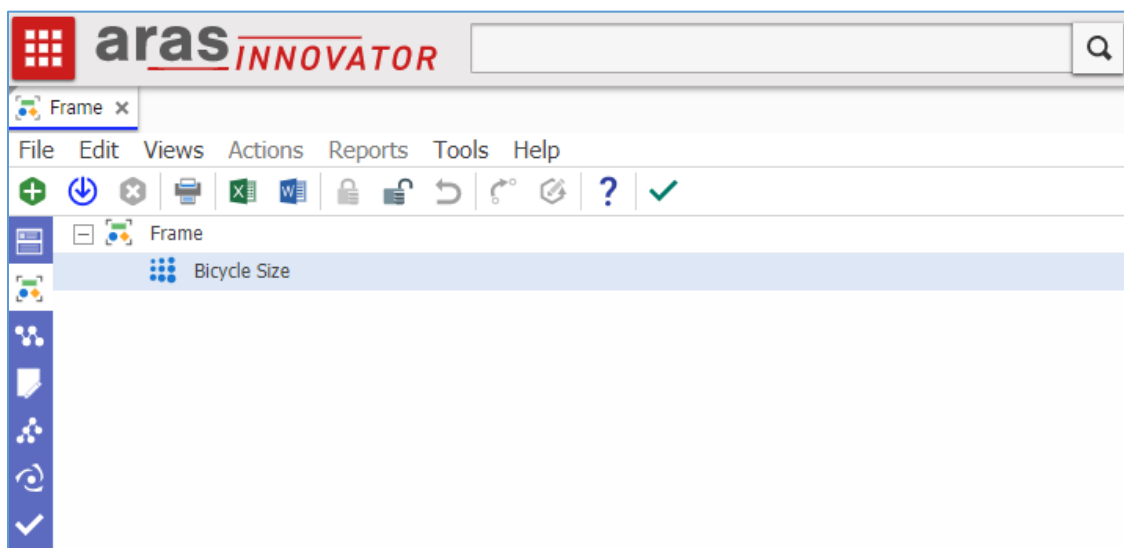 aras INNOVATOR
Frame
File Edit Views Actions Reports Tools Help
?
Frame
Bicycle Size